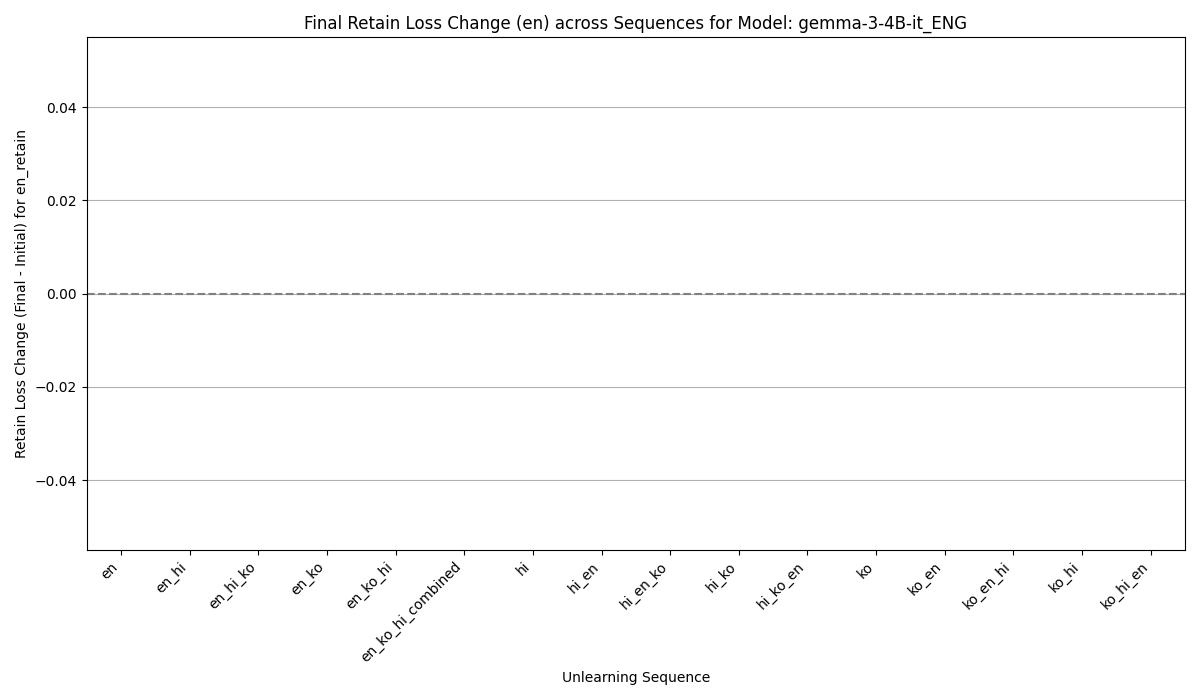 Final Retain Loss Change (en) across Sequences for Model: gemma-3-4B-it_ENG
Retain Loss Change (Final - Initial) for en_retain
0.04
0.02
0.00
−0.02
−0.04
en
en_hi
en_hi_ko
en_ko
en_ko_hi
en_ko_hi_combined
hi
hi_en
hi_en_ko
hi_ko
hi_ko_en
ko
ko_en
ko_en_hi
ko_hi
ko_hi_en
Unlearning Sequence